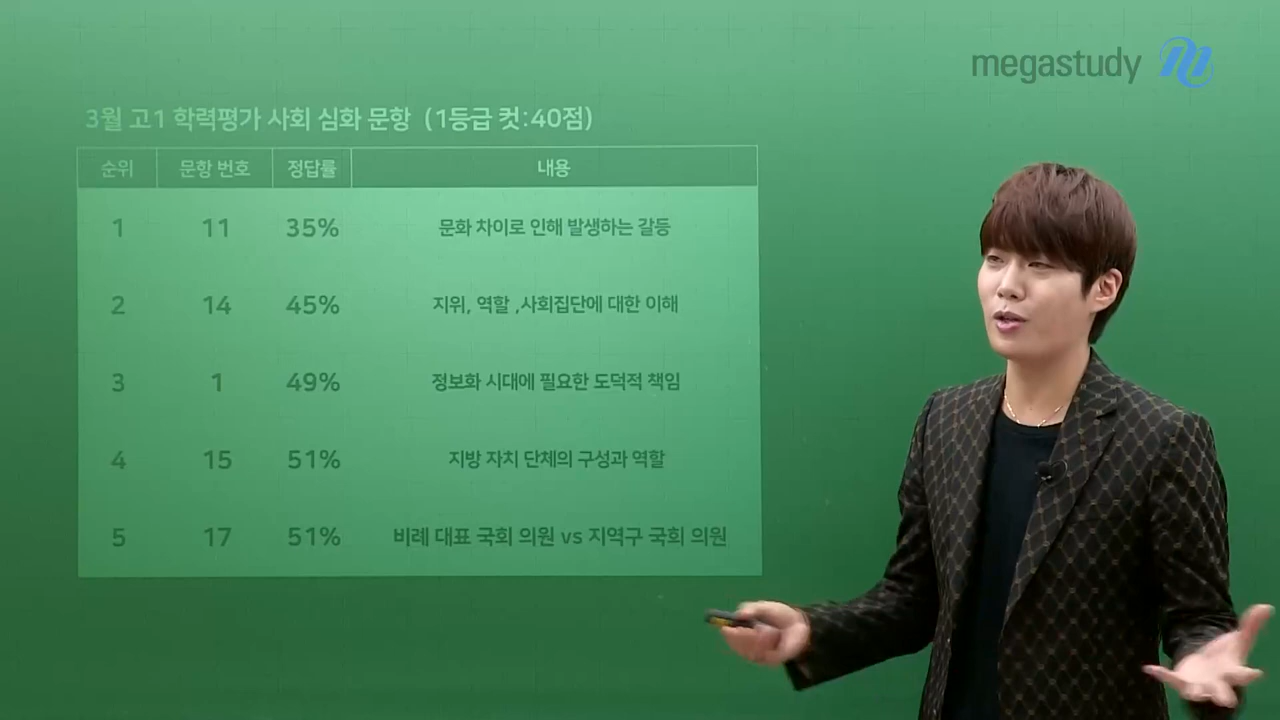 megastudy
3월 고1 학력평가 사회 심화 문항 (1등급 컷:40점)
순위 문항 번호 정답률 내용
1 11 35% 문화 차이로 인해 발생하는 갈등
2 14 45% 지위, 역할 ,사회집단에 대한 이해
3 1 49% 정보화 시대에 필요한 도덕적 책임
4 15 51% 지방 자치 단체의 구성과 역할
5 17 51% 비례 대표 국회 의원 vs 지역구 국회 의원